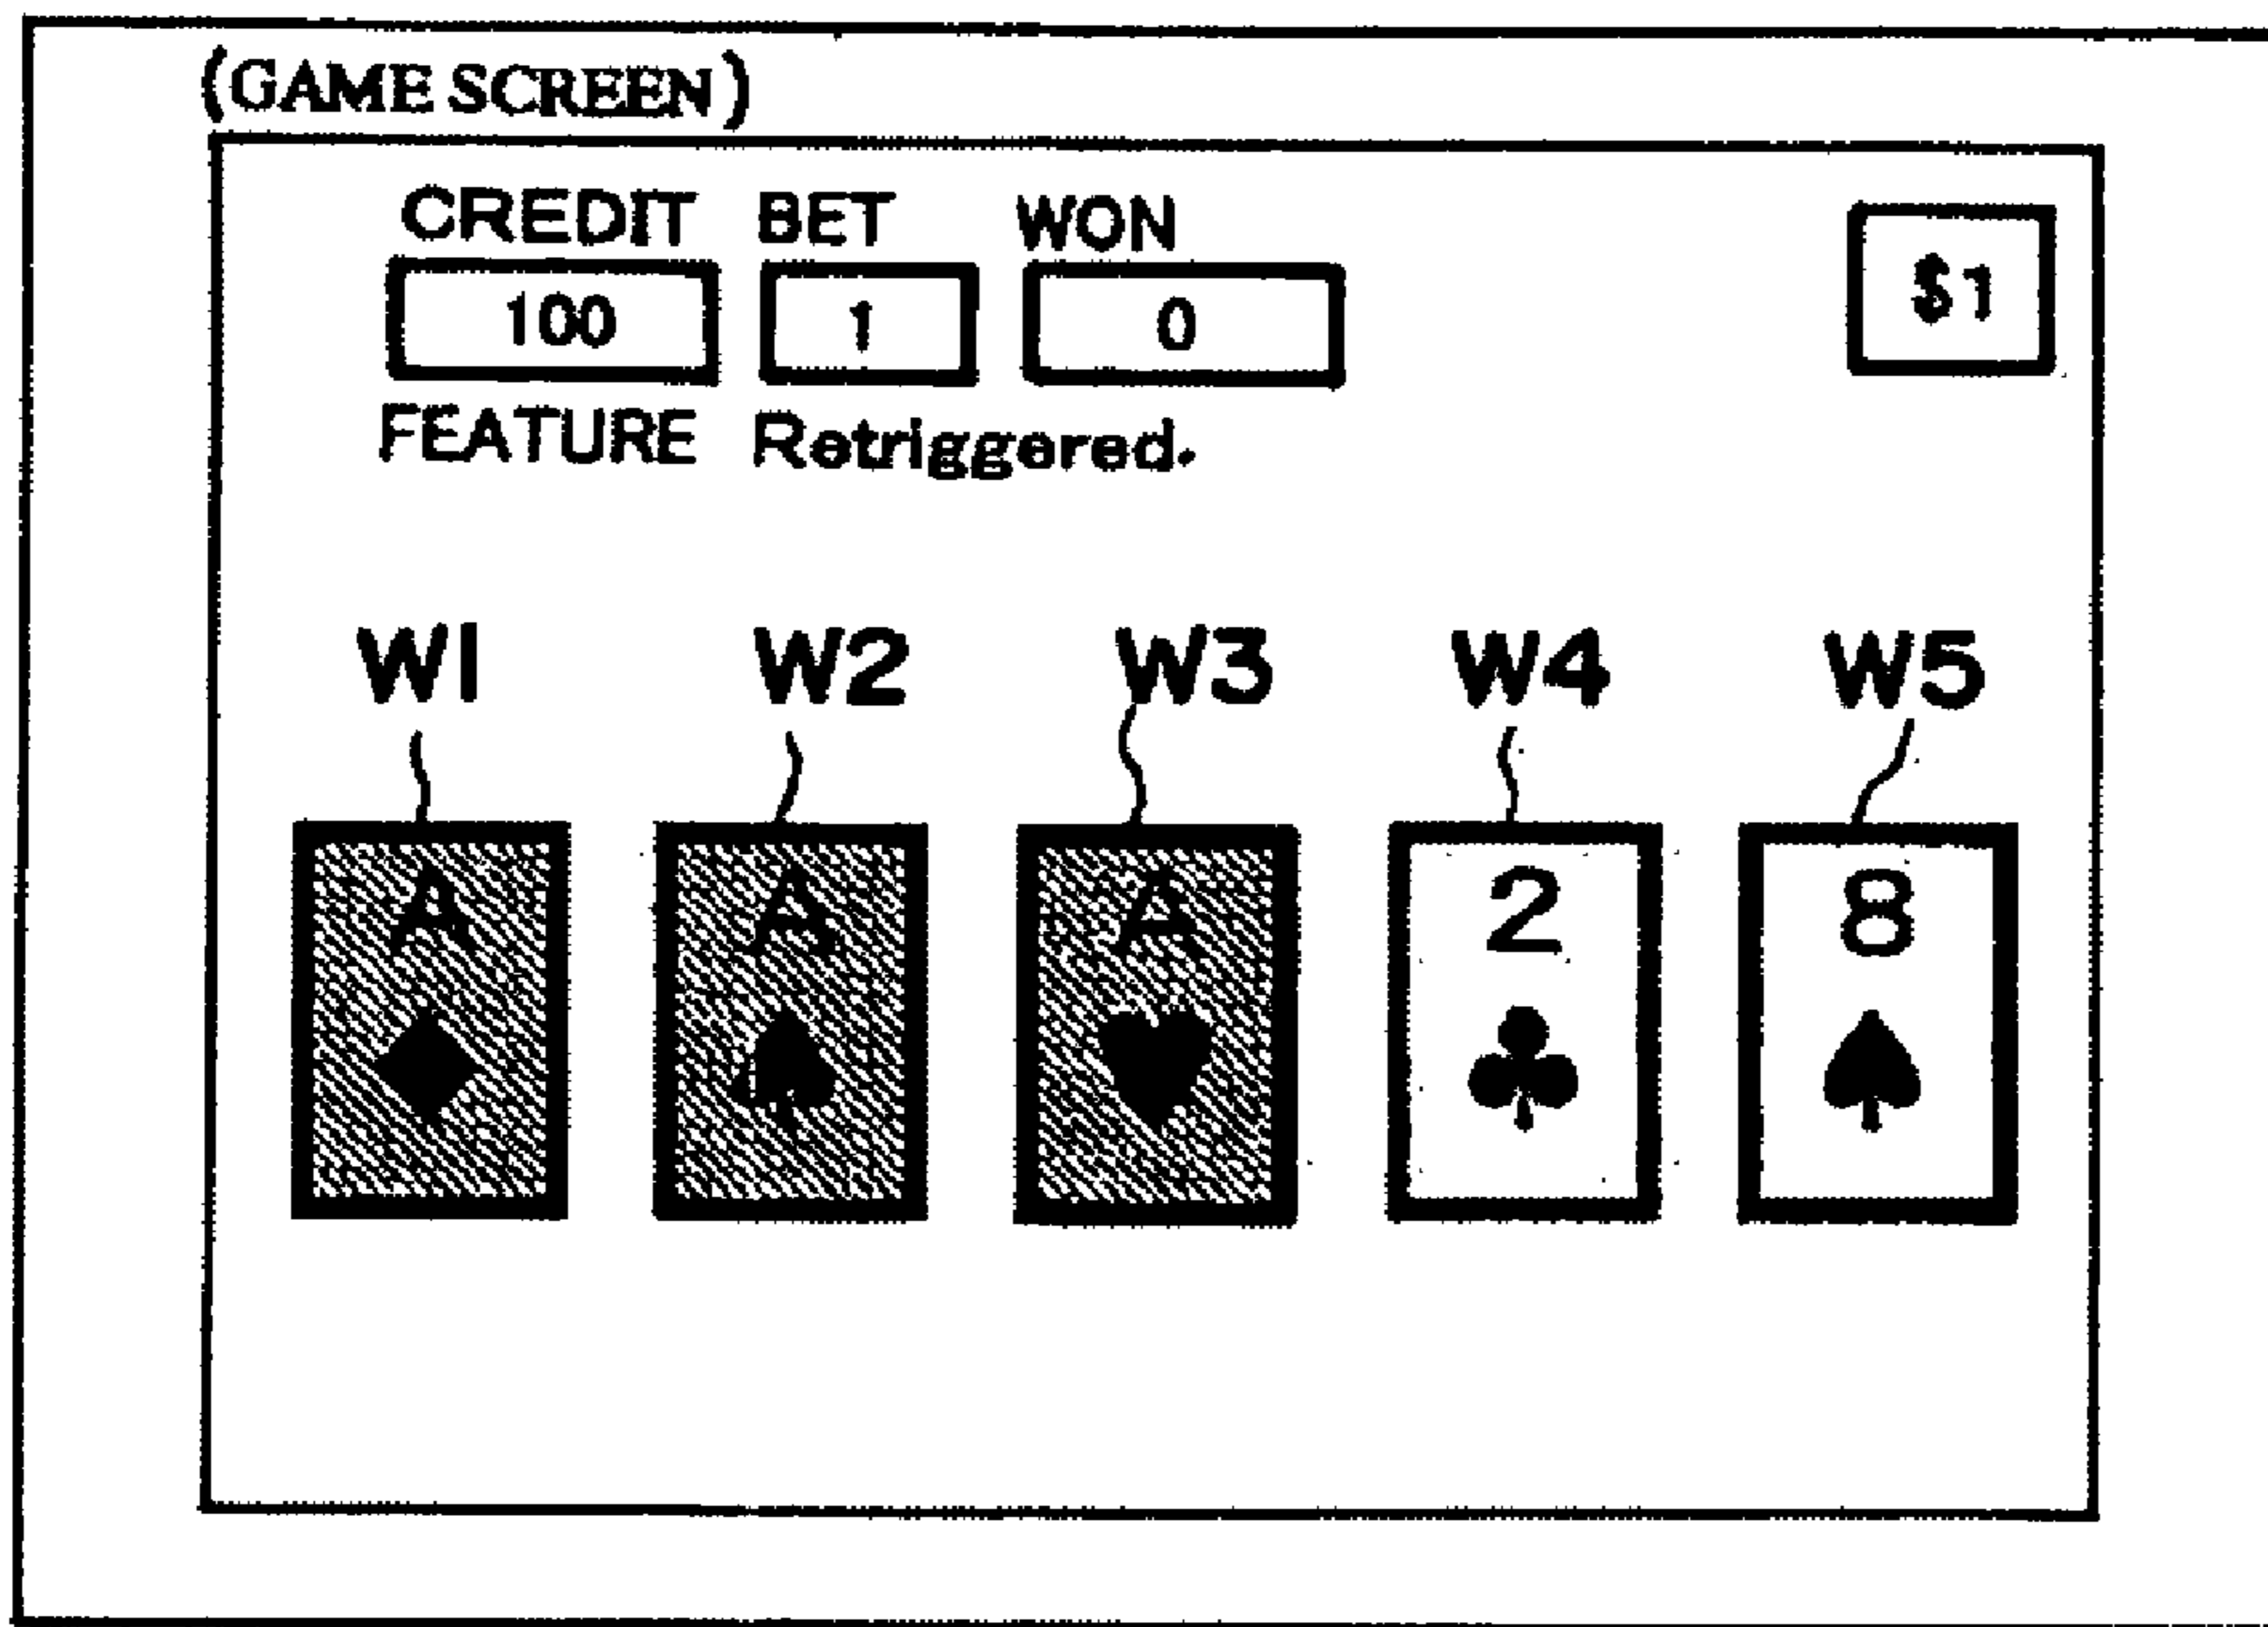 (GAME SCREEN)
CREDIT BET WON
100 1 0 $1
FEATURE Retriggered.
W1 W2 W3 W4 W5
A A A 2 8